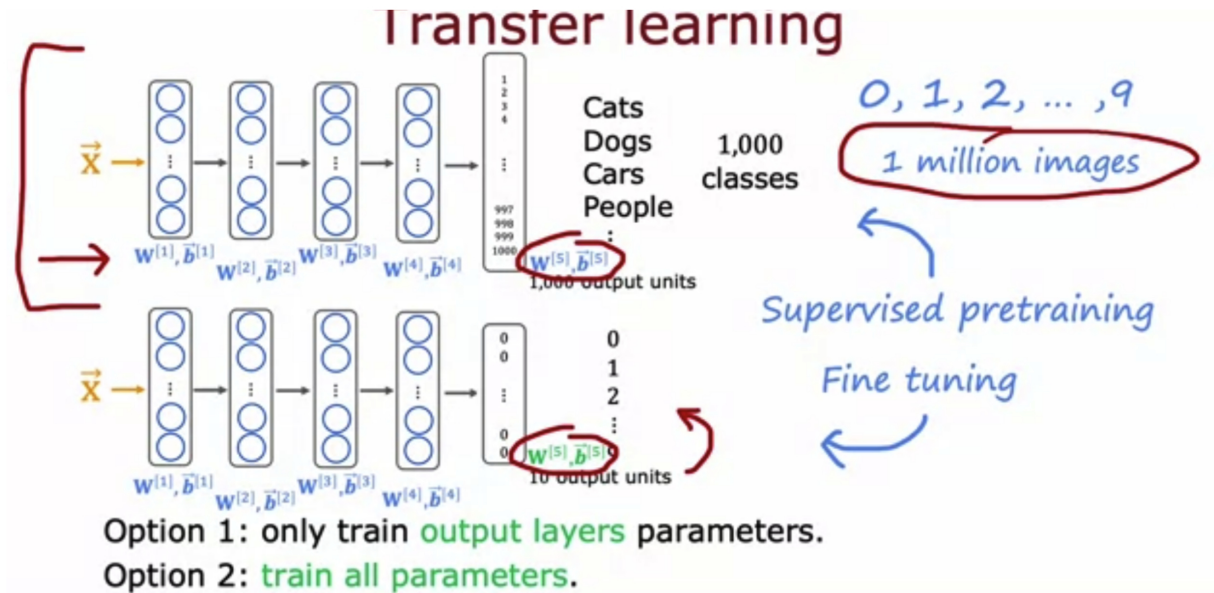 Transfer learning
1
2
3
4
⋮
997
998
999
1000
Cats
Dogs
Cars
People
⋮
1,000
classes
0, 1, 2, ... ,9
1 million images
x⃗
W[1], b⃗[1]
W[2], b⃗[2]
W[3], b⃗[3]
W[4], b⃗[4]
W[5], b⃗[5]
1,000 output units
Supervised pretraining
Fine tuning
x⃗
0
0
⋮
0
0
0
1
2
⋮
W[1], b⃗[1]
W[2], b⃗[2]
W[3], b⃗[3]
W[4], b⃗[4]
W[5], b⃗[5]
10 output units
Option 1: only train output layers parameters.
Option 2: train all parameters.